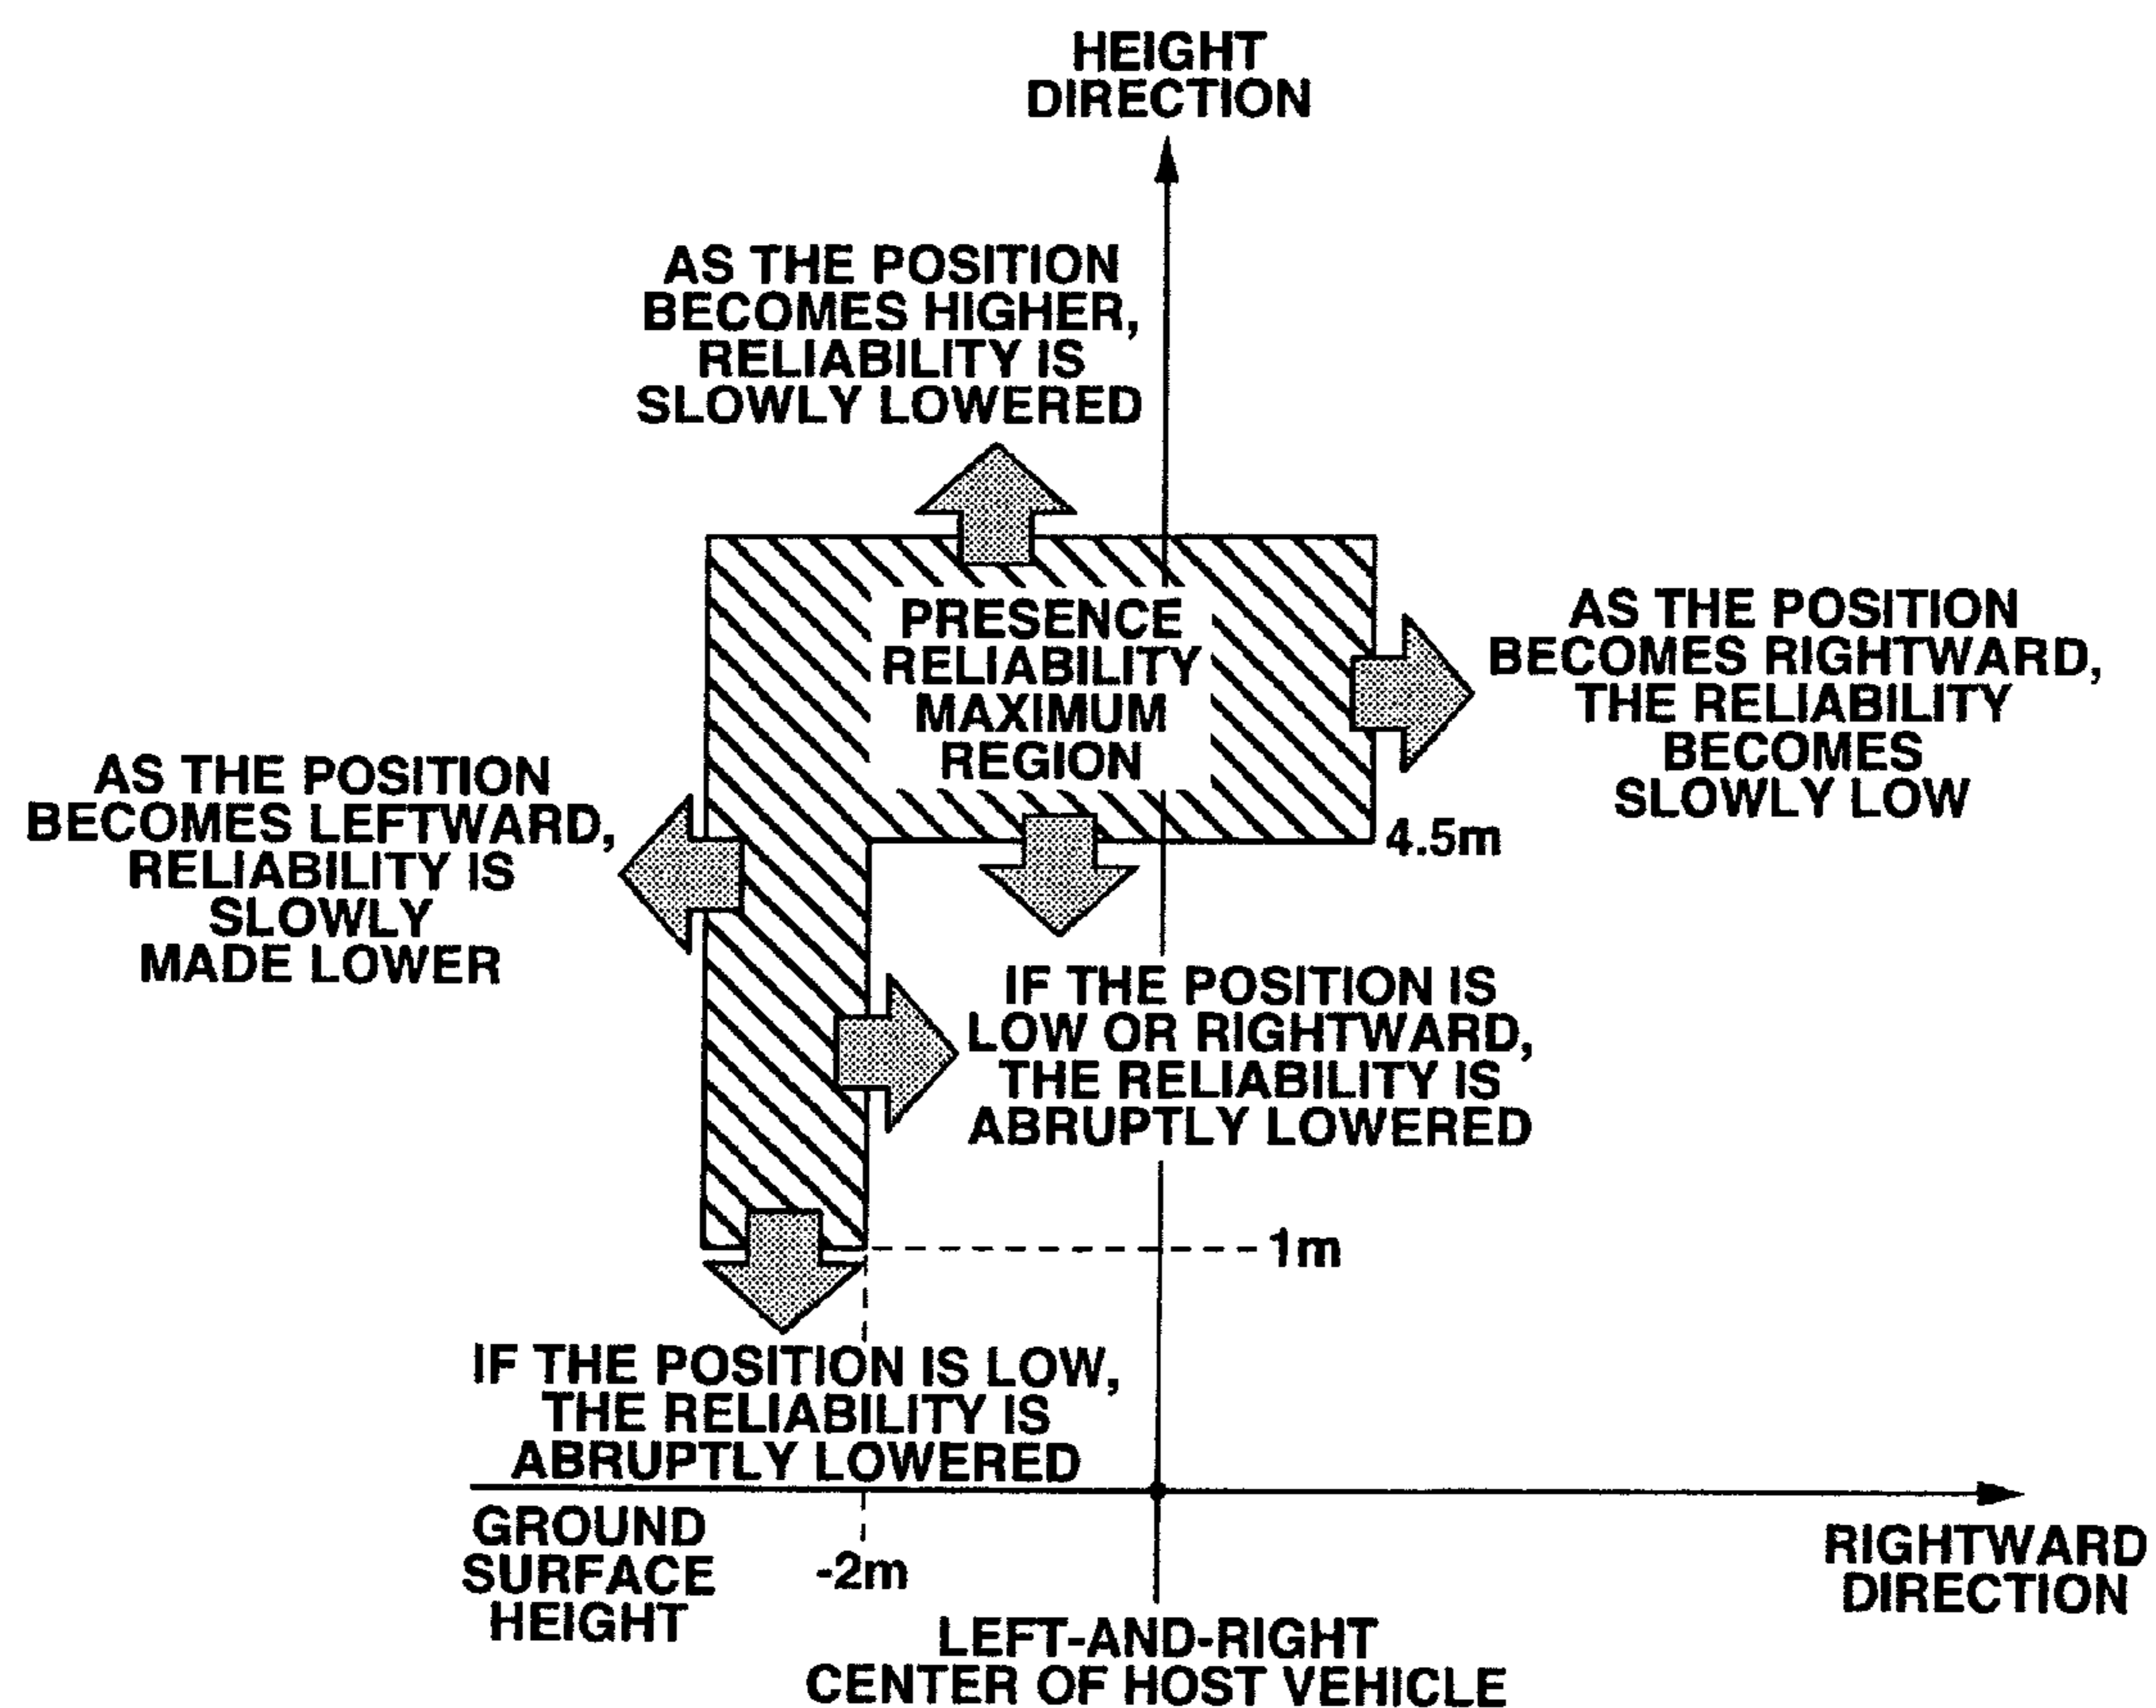 HEIGHT
DIRECTION
AS THE POSITION
BECOMES HIGHER,
RELIABILITY IS
SLOWLY LOWERED
PRESENCE
RELIABILITY
MAXIMUM
REGION
AS THE POSITION
BECOMES RIGHTWARD,
THE RELIABILITY
BECOMES
SLOWLY LOW
AS THE POSITION
BECOMES LEFTWARD,
RELIABILITY IS
SLOWLY
MADE LOWER
4.5m
IF THE POSITION IS
LOW OR RIGHTWARD,
THE RELIABILITY IS
ABRUPTLY LOWERED
1m
IF THE POSITION IS LOW,
THE RELIABILITY IS
ABRUPTLY LOWERED
GROUND
SURFACE
HEIGHT
-2m
RIGHTWARD
DIRECTION
LEFT-AND-RIGHT
CENTER OF HOST VEHICLE